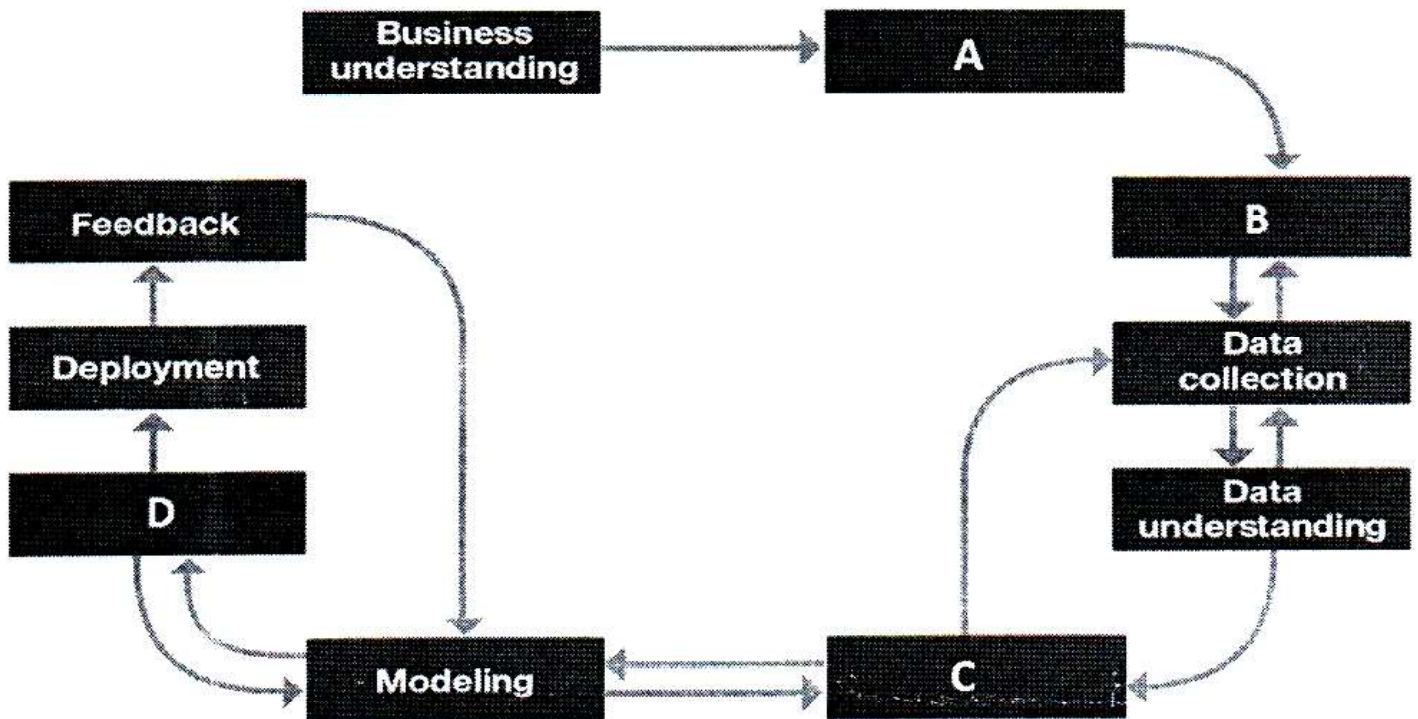 Business
understanding
A
B
Feedback
Data
collection
Deployment
Data
understanding
D
Modeling
C